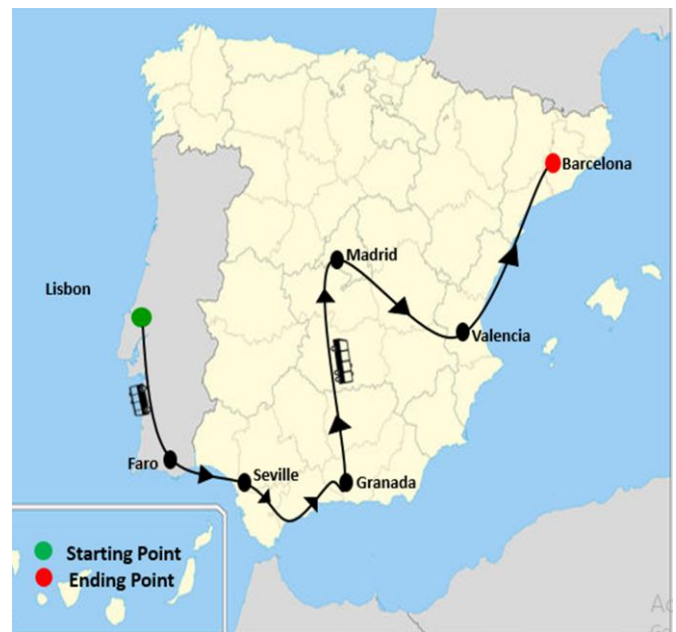 Barcelona
Madrid
Lisbon
Valencia
Faro
Seville
Granada
Starting Point
Ending Point